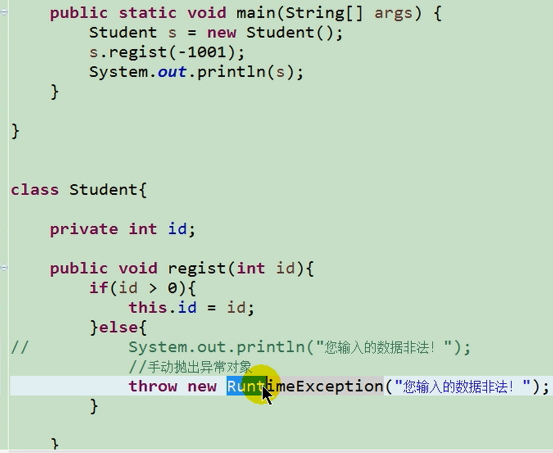 public static void main(String[] args) {
Student s = new Student();
s.regist(-1001);
System.out.println(s);
}
}
class Student{
private int id;
public void regist(int id){
if(id > 0){
this.id = id;
}else{
// System.out.println("您输入的数据非法！");
//手动抛出异常对象
throw new RuntimeException("您输入的数据非法！");
}
}